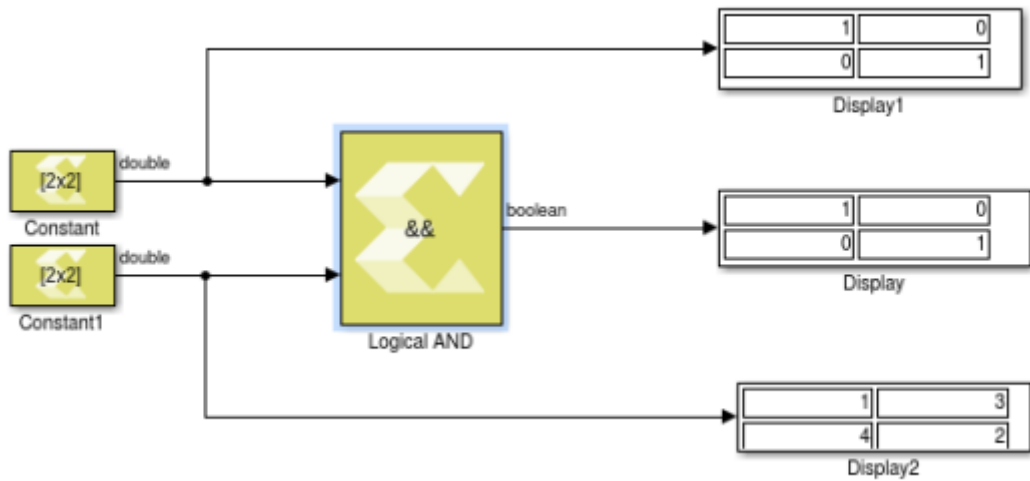 1 0
0 1
Display1
double
[2x2]
Constant
double
[2x2]
Constant1
&&
Logical AND
boolean
1 0
0 1
Display
1 3
4 2
Display2